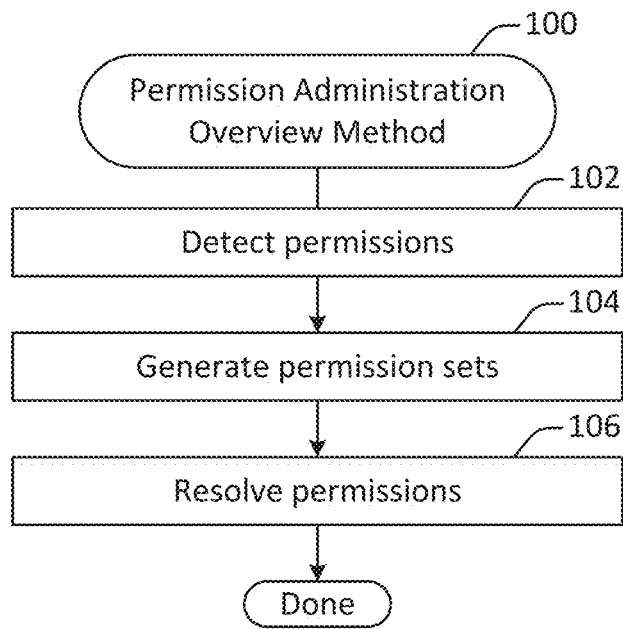 100
Permission Administration
Overview Method
102
Detect permissions
104
Generate permission sets
106
Resolve permissions
Done